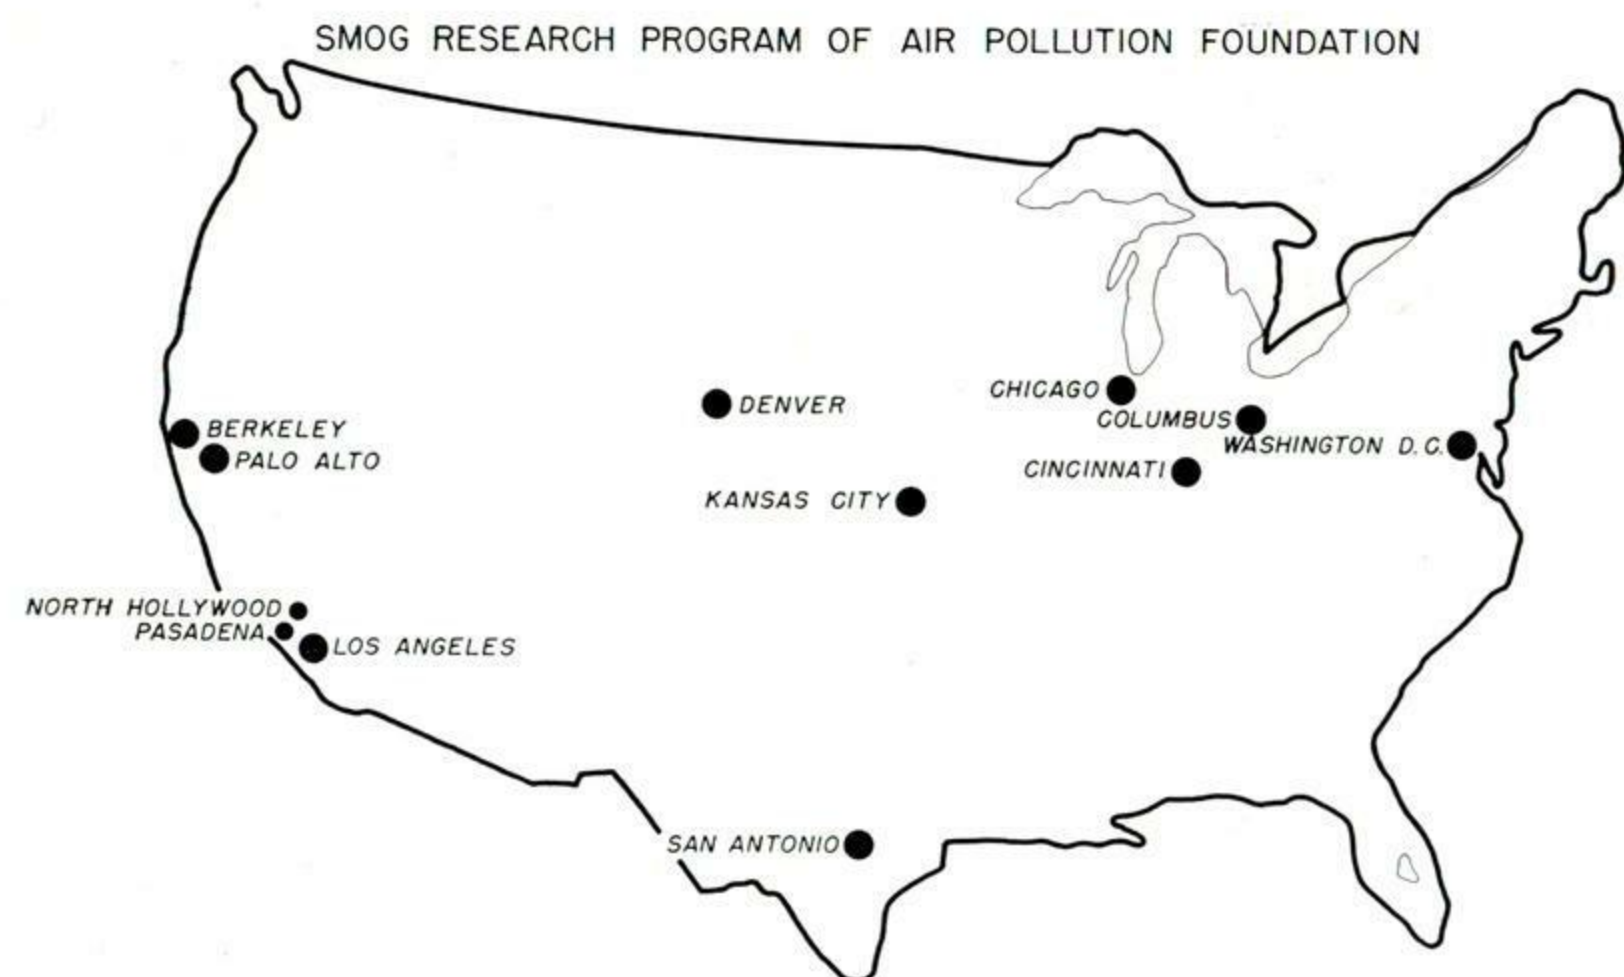 SMOG RESEARCH PROGRAM OF AIR POLLUTION FOUNDATION
CHICAGO
DENVER
COLUMBUS
BERKELEY
WASHINGTON D.C.
PALO ALTO
CINCINNATI
KANSAS CITY
NORTH HOLLYWOOD
PASADENA
LOS ANGELES
SAN ANTONIO